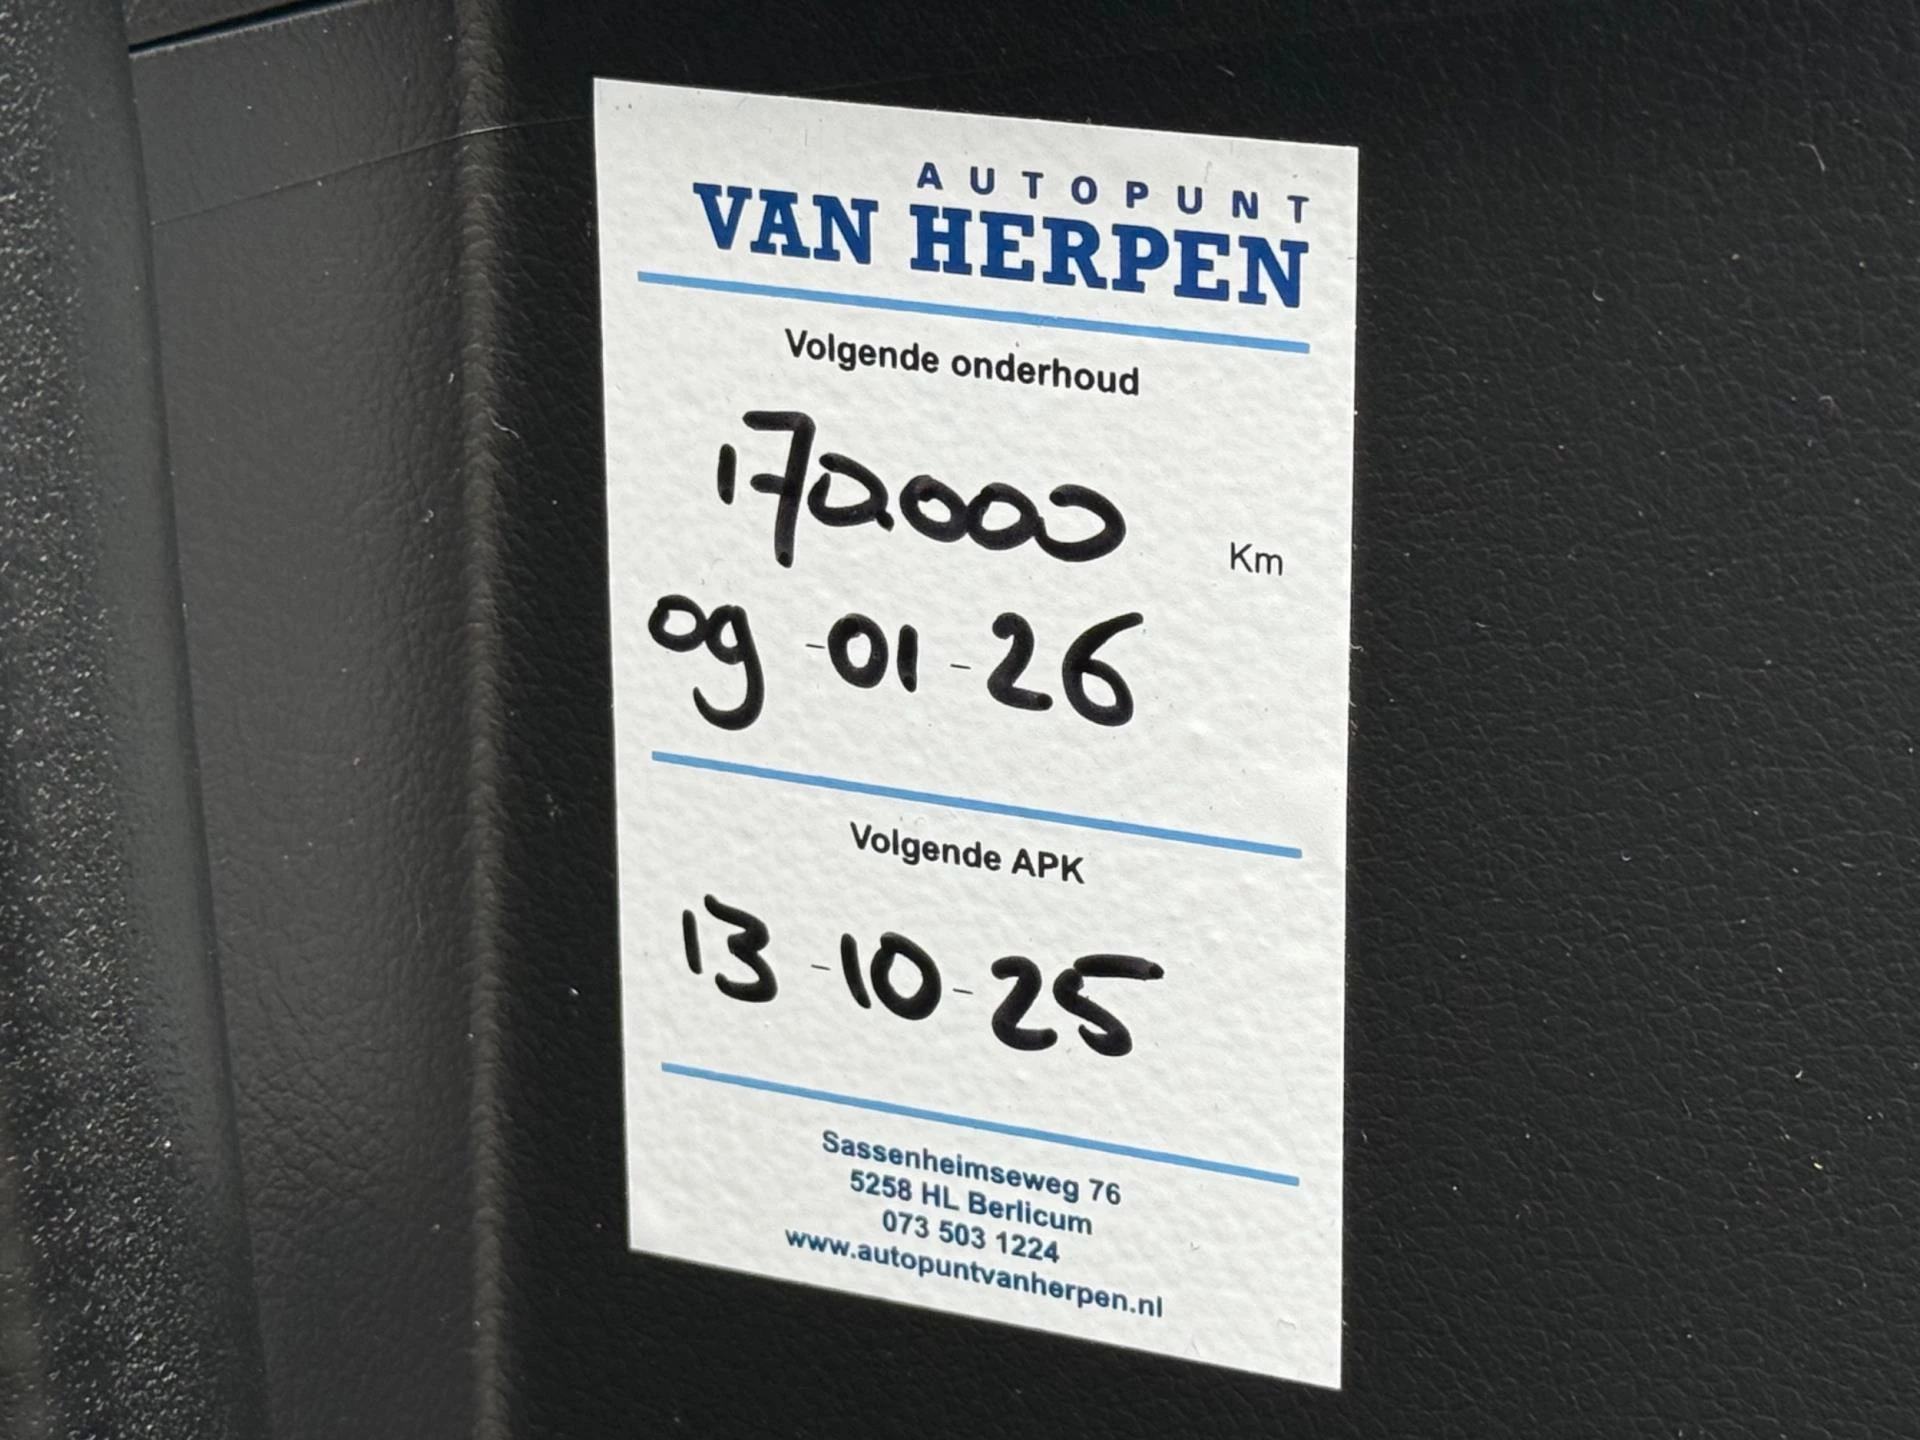 AUTOPUNT
VAN HERPEN
Volgende onderhoud
170.000 Km
09-01-26
Volgende APK
13-10-25
Sassenheimseweg 76
5258 HL Berlicum
073 503 1224
www.autopuntvanherpen.nl